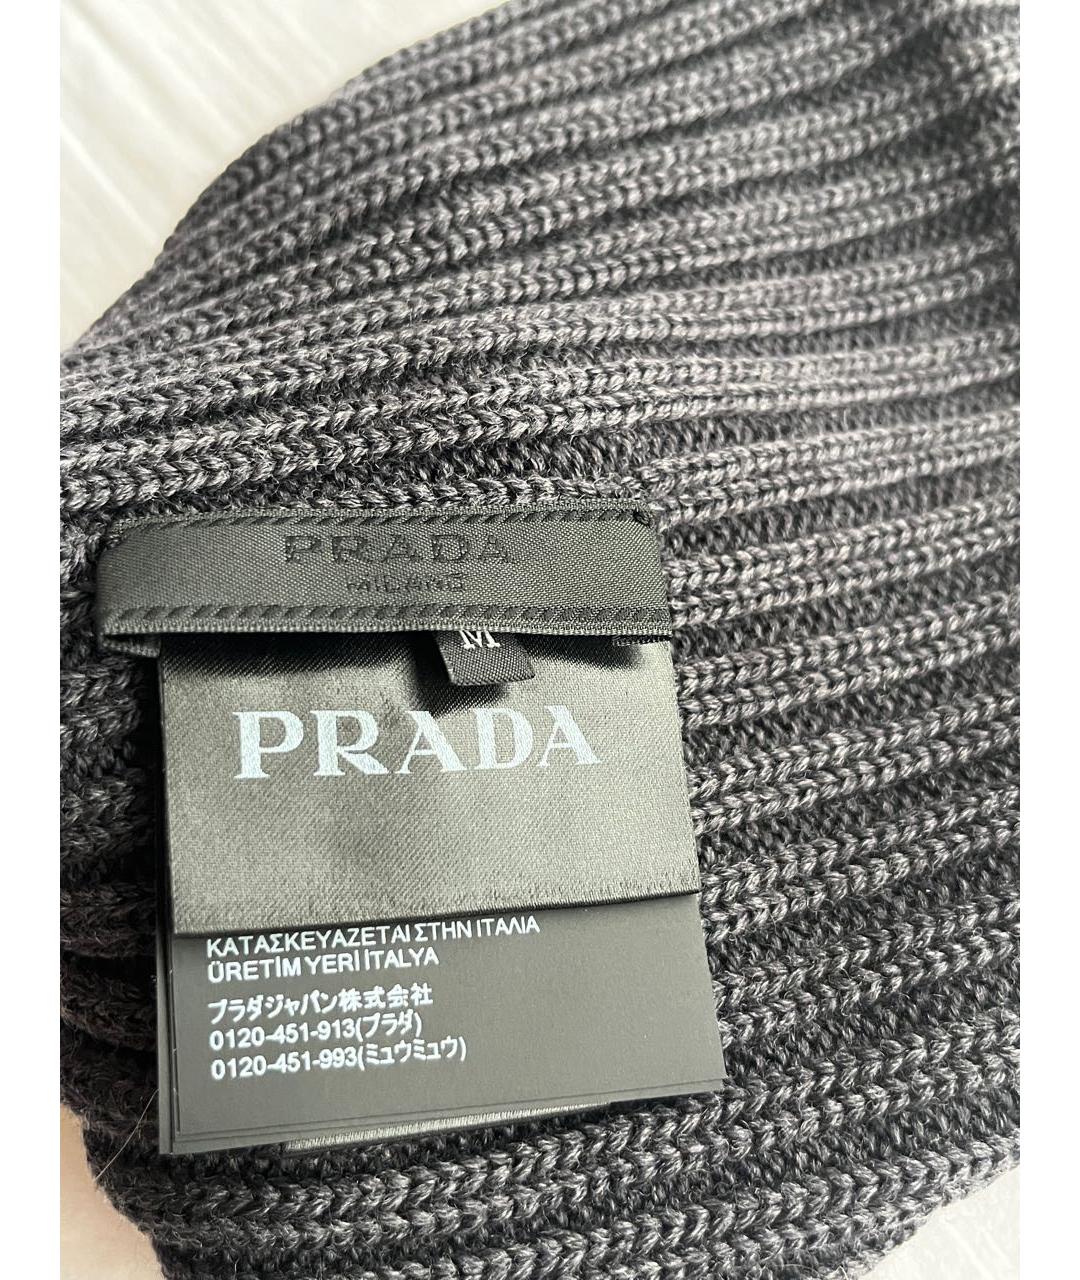 PRADA
MILANO
M
PRADA
ΚΑΤΑΣΚΕΥΑΖΕΤΑΙ ΣΤΗΝ ΙΤΑΛΙΑ
ÜRETİM YERİ İTALYA
プラダジャパン株式会社
0120-451-913(プラダ)
0120-451-993(ミュウミュウ)